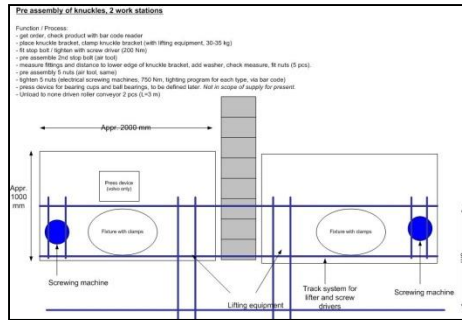 Pre assembly of knuckles, 2 work stations
Function / Process:
- get order, check product with bar code reader
- place knuckle bracket, clamp knuckle bracket (with lifting equipment, 30-35 kg)
- fit stop bolt / tighten with screw driver (200 Nm)
- pre assemble 2nd stop bolt (air tool)
- measure fittings and distance to lower edge of knuckle bracket, add washer, check measure, fit nuts (5 pcs).
- pre assembly 5 nuts (air tool, same)
- tighten 5 nuts (electrical screwing machines, 750 Nm, tighting program for each type, via bar code)
- press device for bearing cups and ball bearings, to be defined later. Not in scope of supply for present.
- Unload to none driven roller conveyor 2 pcs (L=3 m)
Appr. 2000 mm
Appr.
1000
mm
Press device
(valvo only)
Fixture with clamps
Fixture with clamps
Screwing machine
Lifting equipment
Track system for
lifter and screw
drivers
Screwing machine